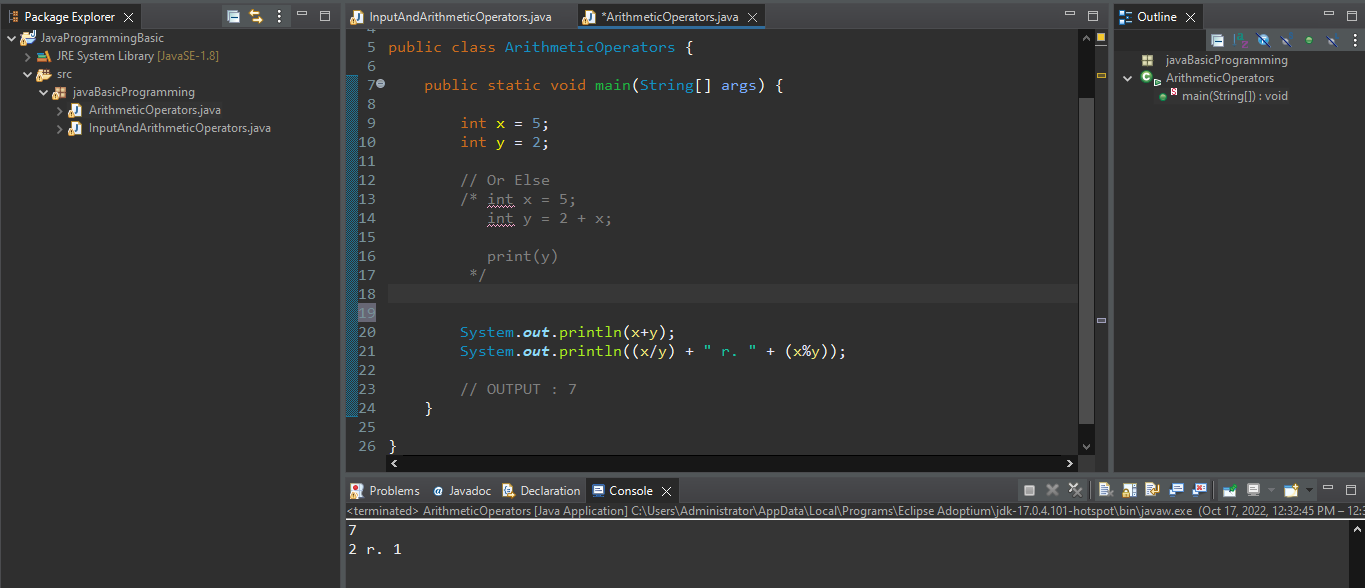 Package Explorer
JavaProgrammingBasic
JRE System Library [JavaSE-1.8]
src
javaBasicProgramming
ArithmeticOperators.java
InputAndArithmeticOperators.java
InputAndArithmeticOperators.java
*ArithmeticOperators.java
4
5 public class ArithmeticOperators {
6
7 public static void main(String[] args) {
8
9 int x = 5;
10 int y = 2;
11
12 // Or Else
13 /* int x = 5;
14 int y = 2 + x;
15
16 print(y)
17 */
18
19
20 System.out.println(x+y);
21 System.out.println((x/y) + " r. " + (x%y));
22
23 // OUTPUT : 7
24 }
25
26 }
Outline
javaBasicProgramming
ArithmeticOperators
main(String[]) : void
Problems
Javadoc
Declaration
Console
<terminated> ArithmeticOperators [Java Application] C:\Users\Administrator\AppData\Local\Programs\Eclipse Adoptium\jdk-17.0.4.101-hotspot\bin\javaw.exe (Oct 17, 2022, 12:32:45 PM – 12:3
7
2 r. 1